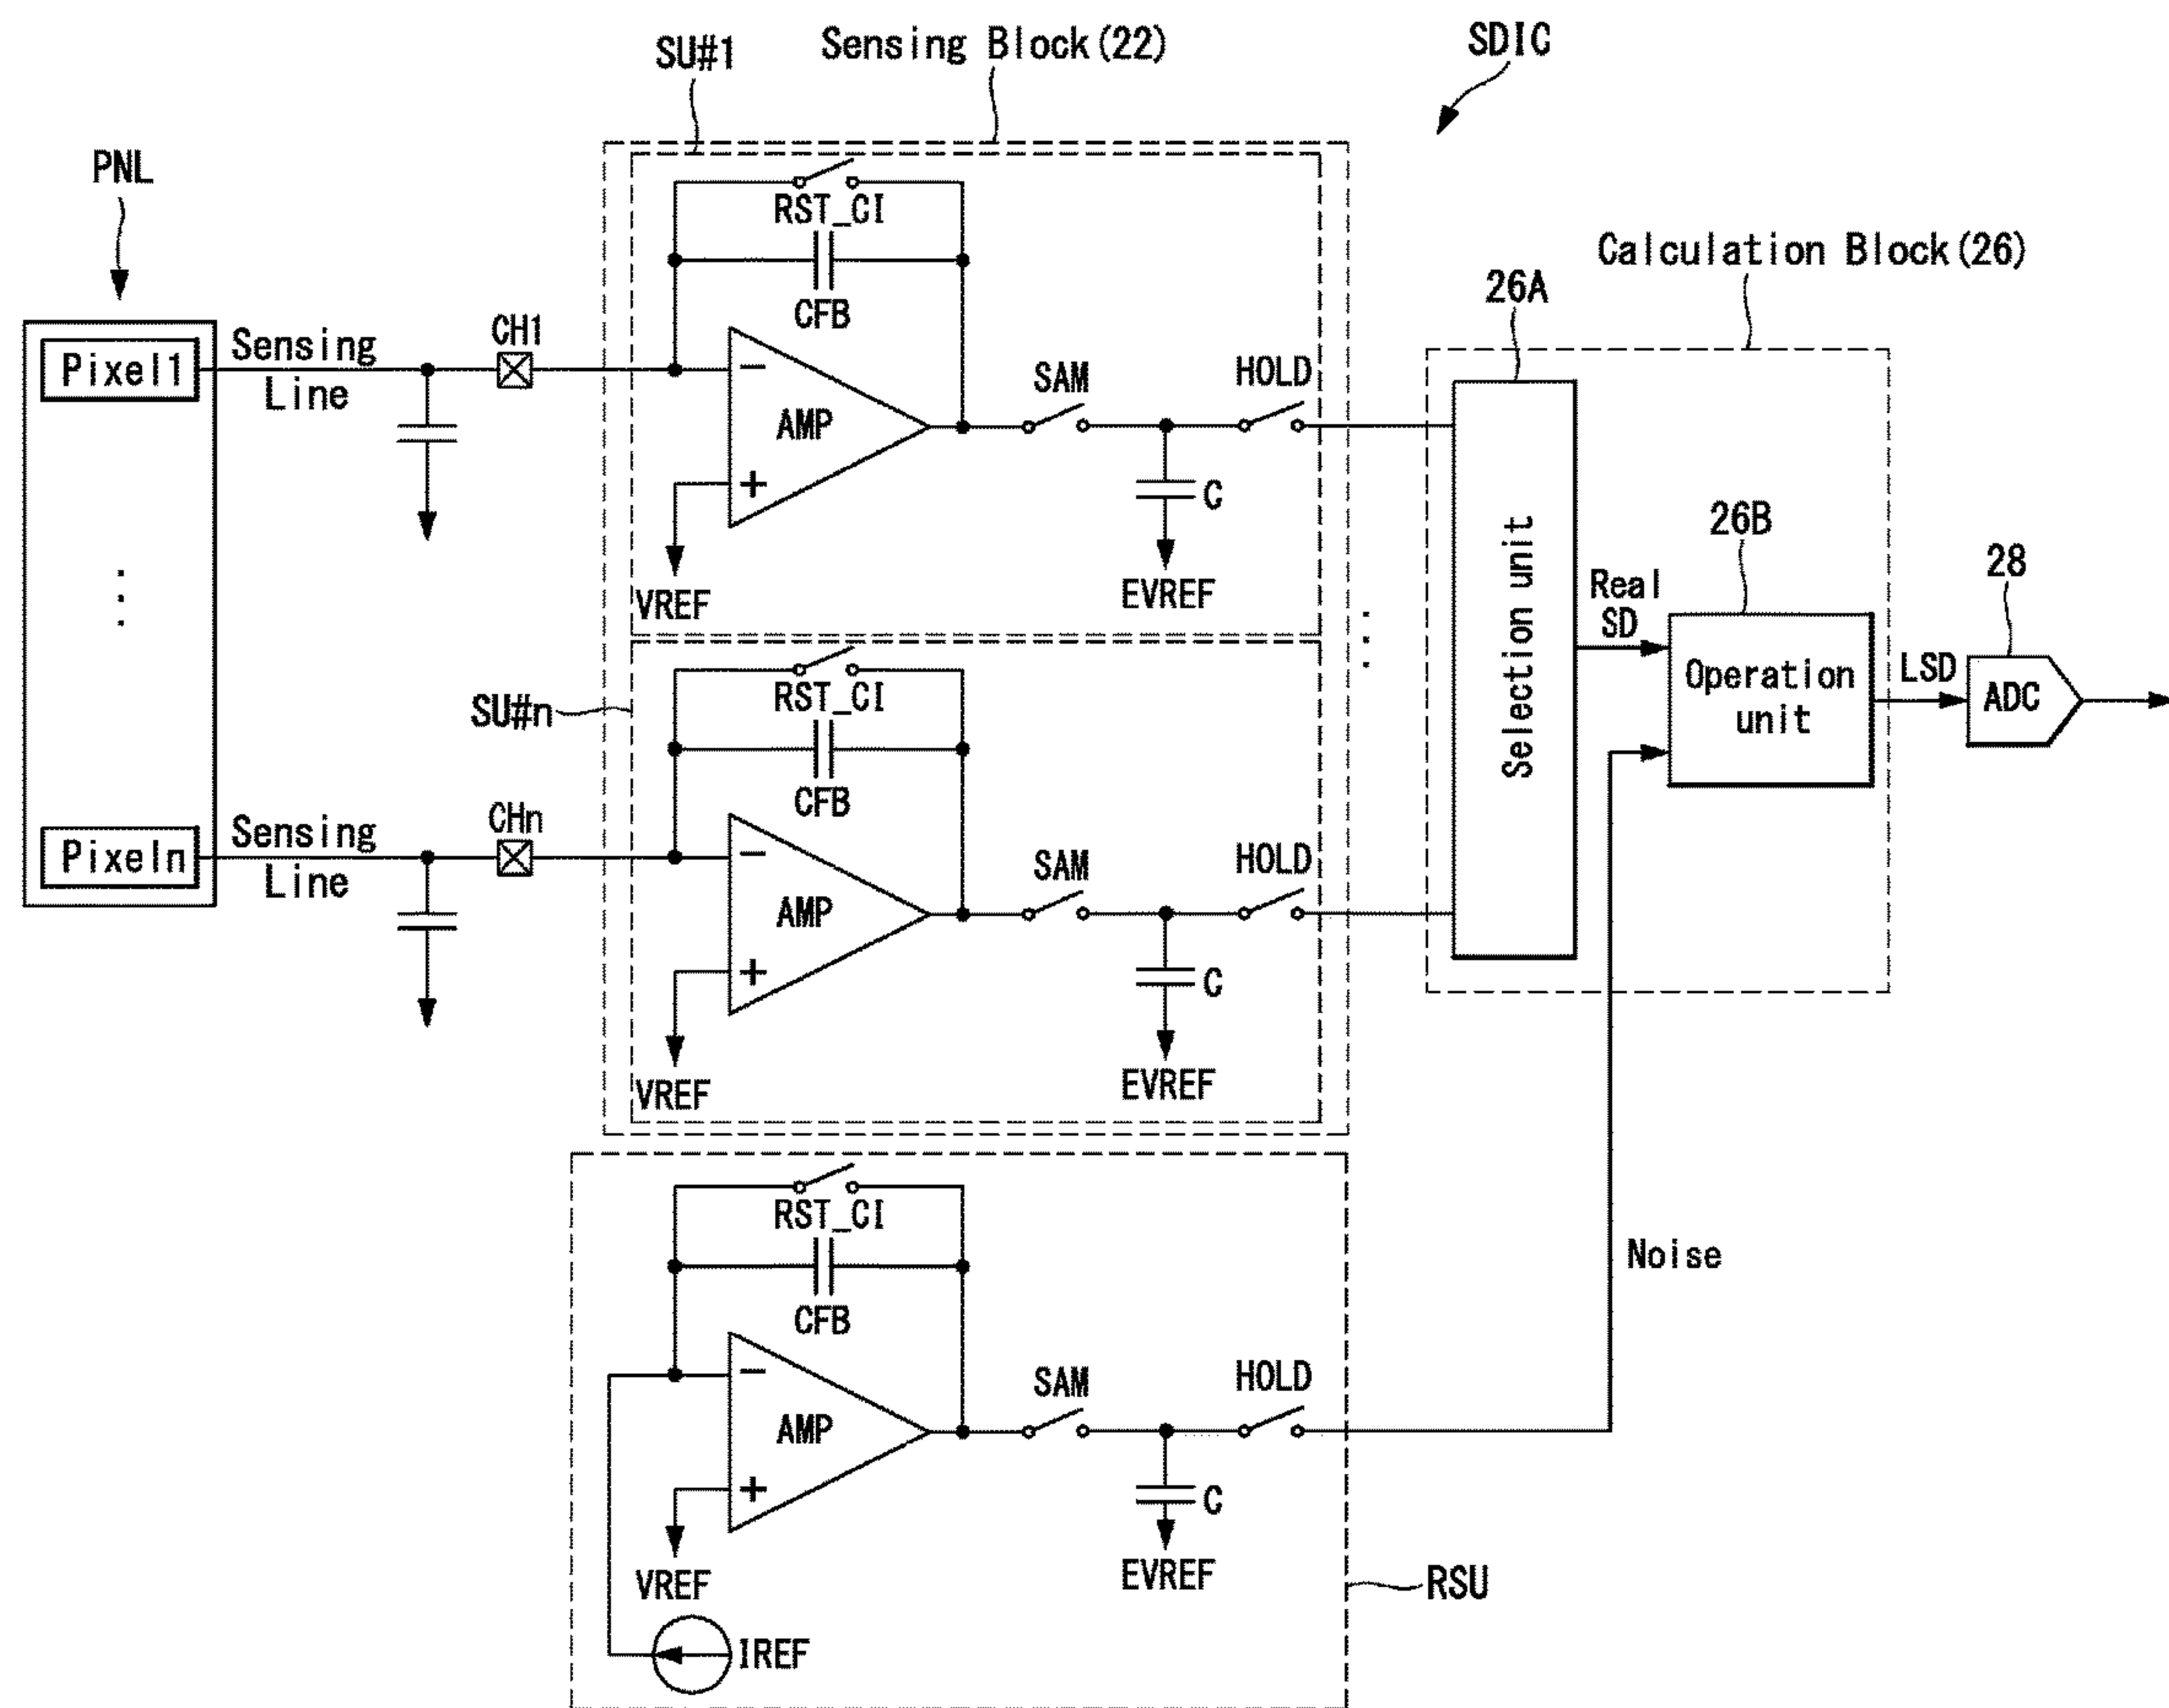 SU#1
Sensing Block(22)
SDIC
PNL
RST_CI
CFB
Calculation Block(26)
26A
Pixel1
Sensing
Line
CH1
AMP
−
+
SAM
HOLD
C
VREF
EVREF
Selection unit
Real
SD
26B
Operation
unit
LSD
28
ADC
SU#n
RST_CI
CFB
Pixeln
Sensing
Line
CHn
AMP
−
+
SAM
HOLD
C
VREF
EVREF
RST_CI
CFB
Noise
AMP
−
+
SAM
HOLD
C
VREF
EVREF
RSU
IREF